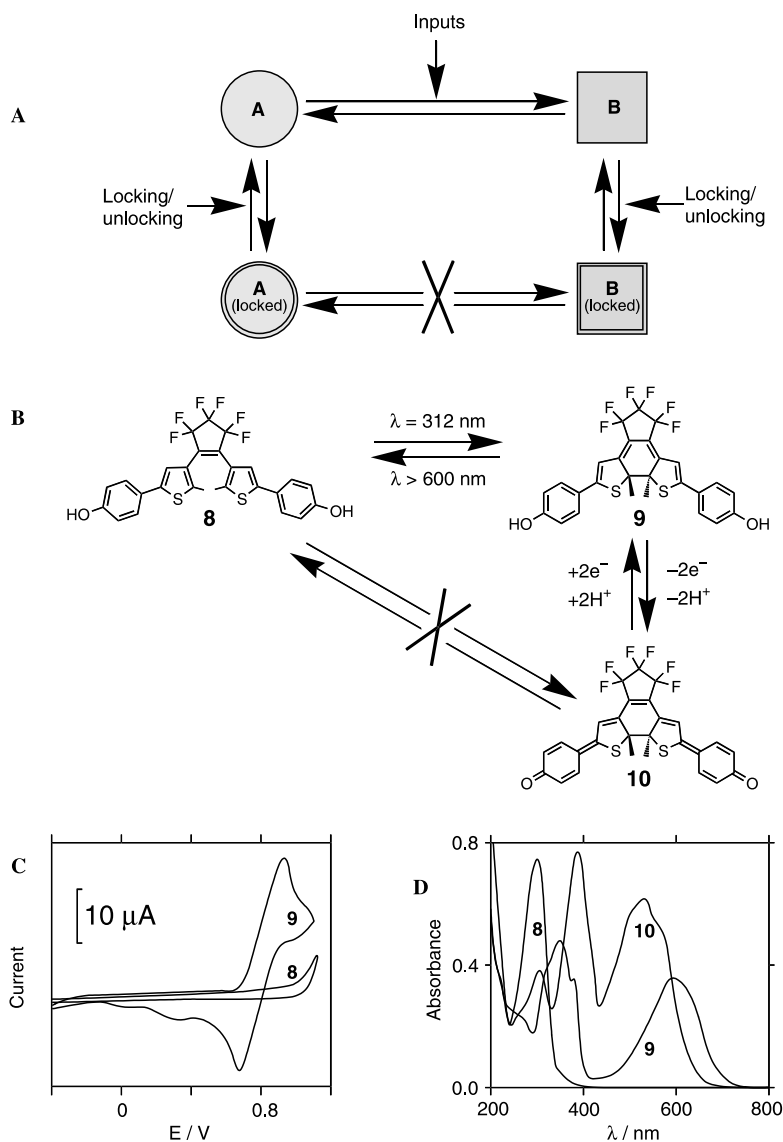 Inputs
A
A
B
Locking/
unlocking
Locking/
unlocking
A
(locked)
B
(locked)
B
F F F F F F
HO S S OH
8
λ = 312 nm
λ > 600 nm
F F F F F F
HO S S OH
9
+2e⁻ −2e⁻
+2H⁺ −2H⁺
F F F F F F
O S S O
10
C
10 μA
9
8
Current
0 0.8
E / V
D
0.8
0.4
0.0
Absorbance
8
10
9
200 400 600 800
λ / nm